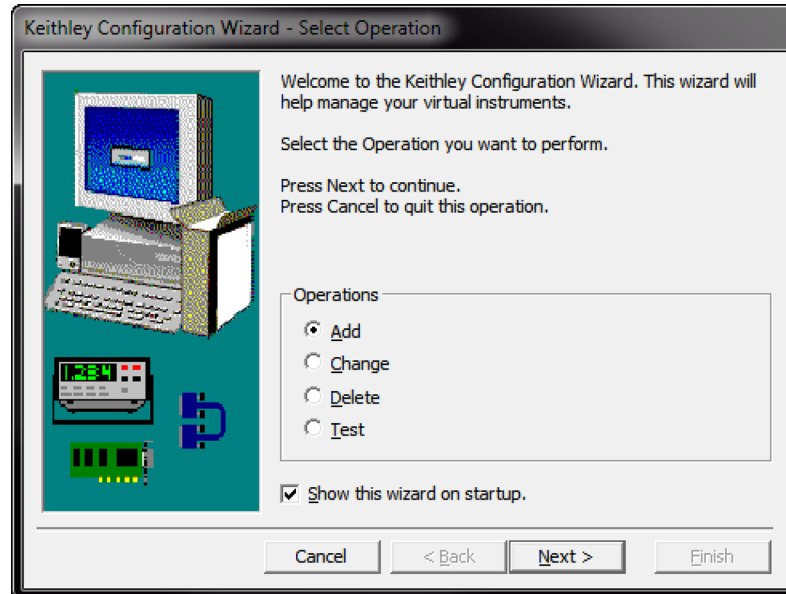 Keithley Configuration Wizard - Select Operation
Welcome to the Keithley Configuration Wizard. This wizard will
help manage your virtual instruments.
Select the Operation you want to perform.
Press Next to continue.
Press Cancel to quit this operation.
Operations
Add
Change
Delete
Test
1.234
Show this wizard on startup.
Cancel
< Back
Next >
Finish